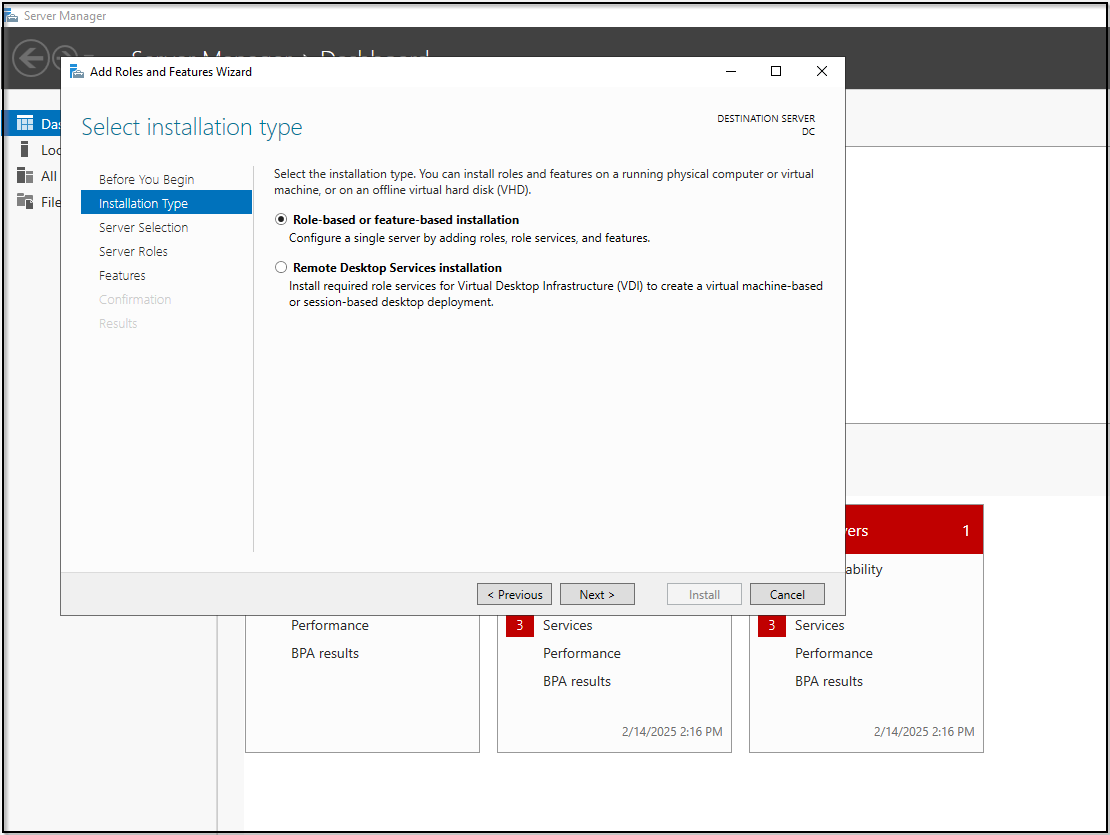 Server Manager
Add Roles and Features Wizard
Select installation type
DESTINATION SERVER
DC
Before You Begin
Installation Type
Server Selection
Server Roles
Features
Confirmation
Results
Select the installation type. You can install roles and features on a running physical computer or virtual
machine, or on an offline virtual hard disk (VHD).
Role-based or feature-based installation
Configure a single server by adding roles, role services, and features.
Remote Desktop Services installation
Install required role services for Virtual Desktop Infrastructure (VDI) to create a virtual machine-based
or session-based desktop deployment.
< Previous
Next >
Install
Cancel
All
1
Performance
BPA results
3 Services
Performance
BPA results
2/14/2025 2:16 PM
3 Services
Performance
BPA results
2/14/2025 2:16 PM